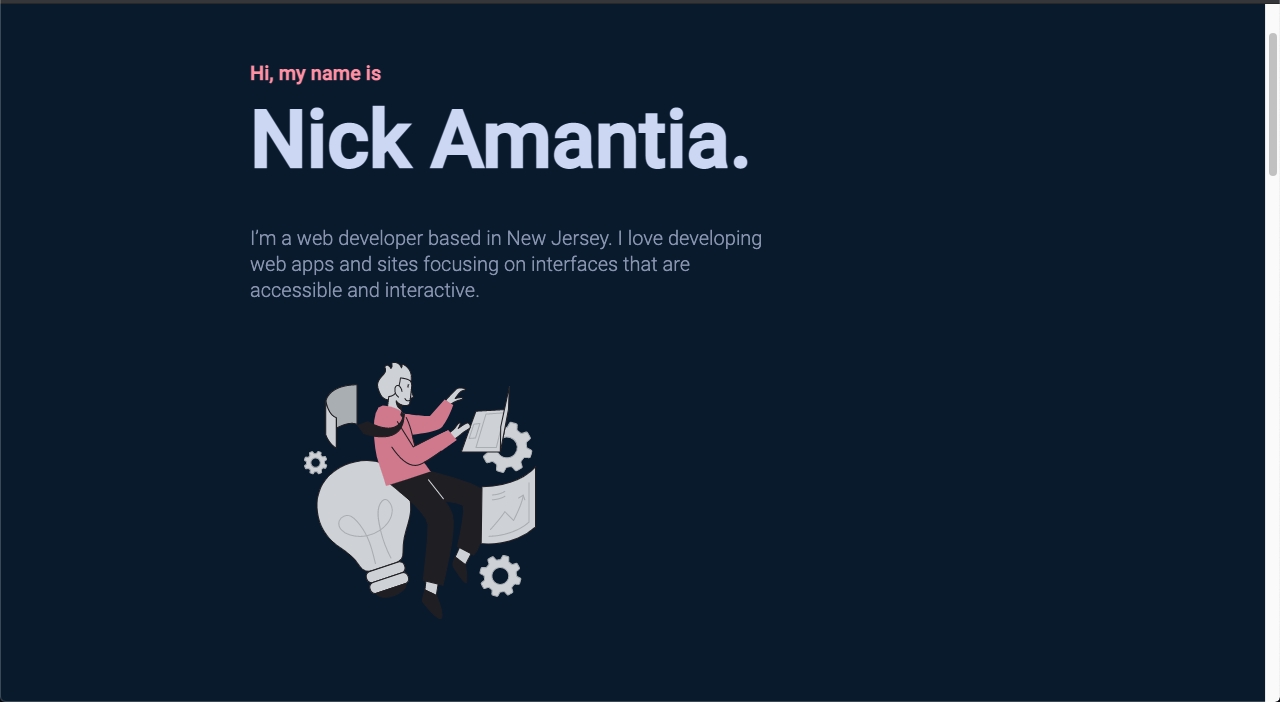 Hi, my name is
Nick Amantia.
I’m a web developer based in New Jersey. I love developing
web apps and sites focusing on interfaces that are
accessible and interactive.